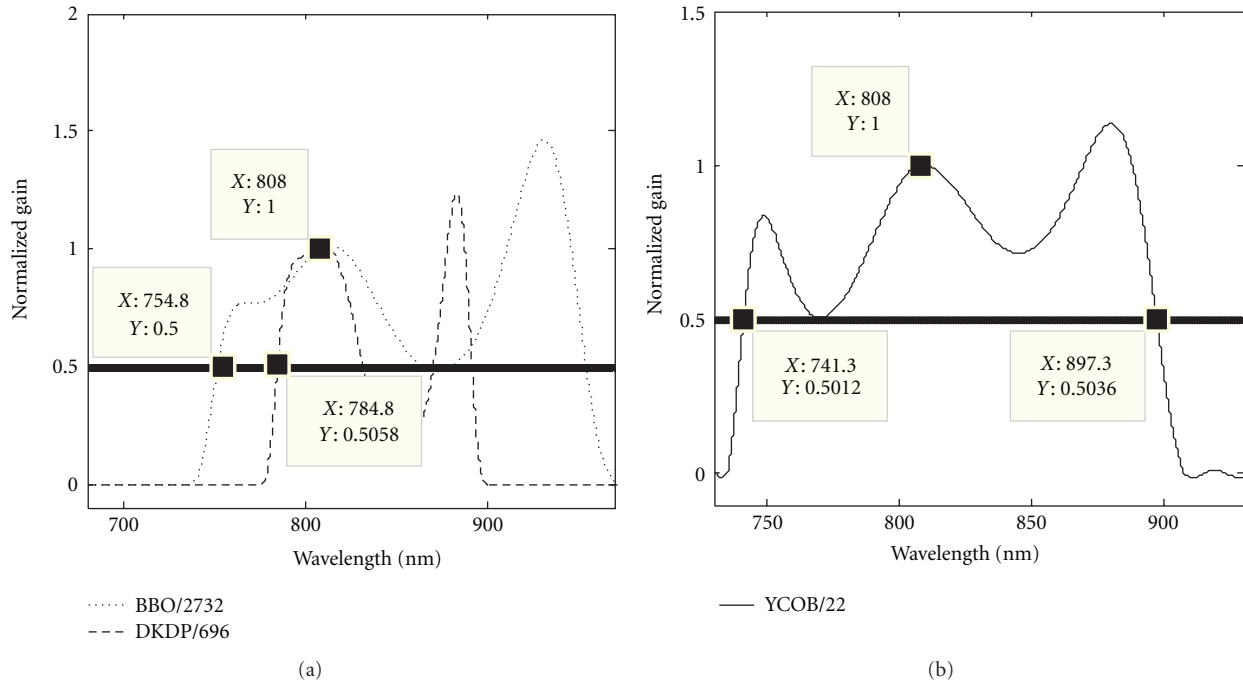 2
1.5
1
0.5
0
Normalized gain
X: 808
Y: 1
X: 754.8
Y: 0.5
X: 784.8
Y: 0.5058
700
800
900
Wavelength (nm)
BBO/2732
DKDP/696
(a)
1.5
1
0.5
0
Normalized gain
X: 808
Y: 1
X: 741.3
Y: 0.5012
X: 897.3
Y: 0.5036
750
800
850
900
Wavelength (nm)
YCOB/22
(b)